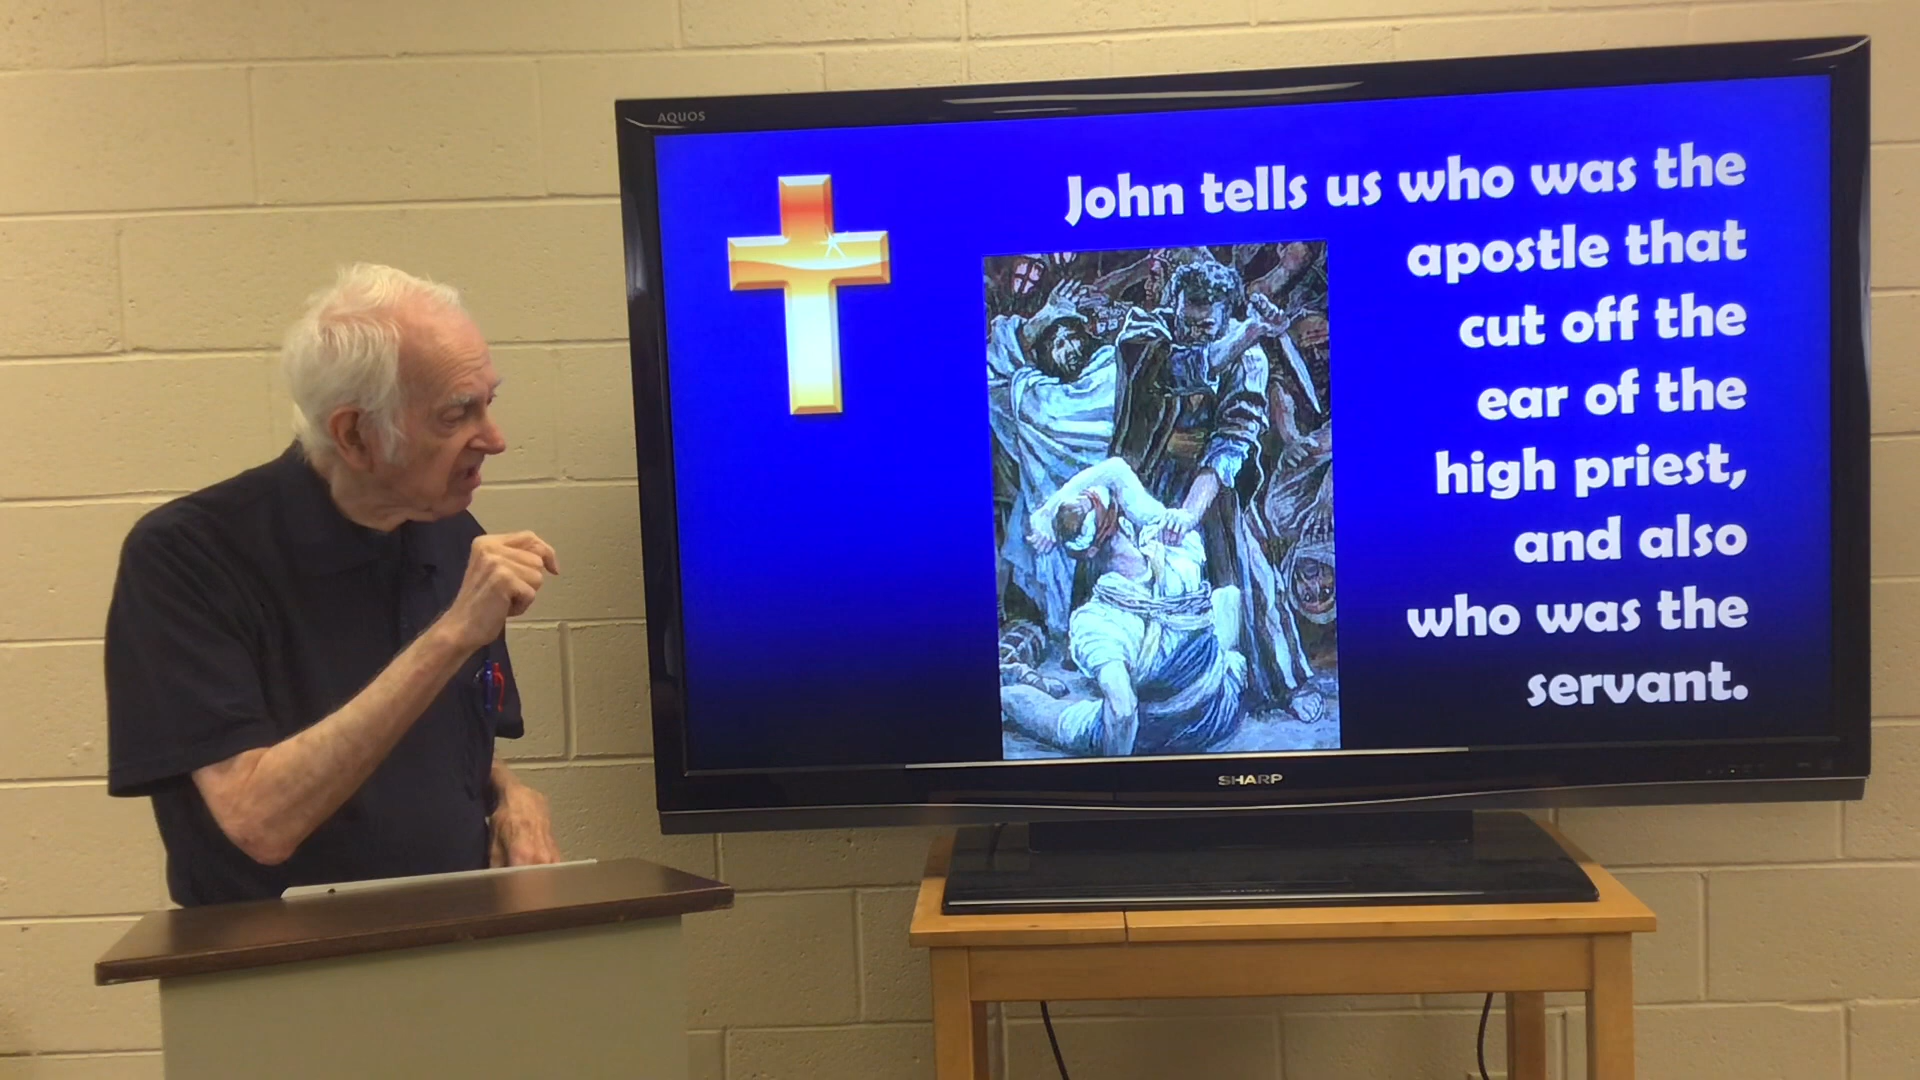 AQUOS
John tells us who was the
apostle that
cut off the
ear of the
high priest,
and also
who was the
servant.
SHARP